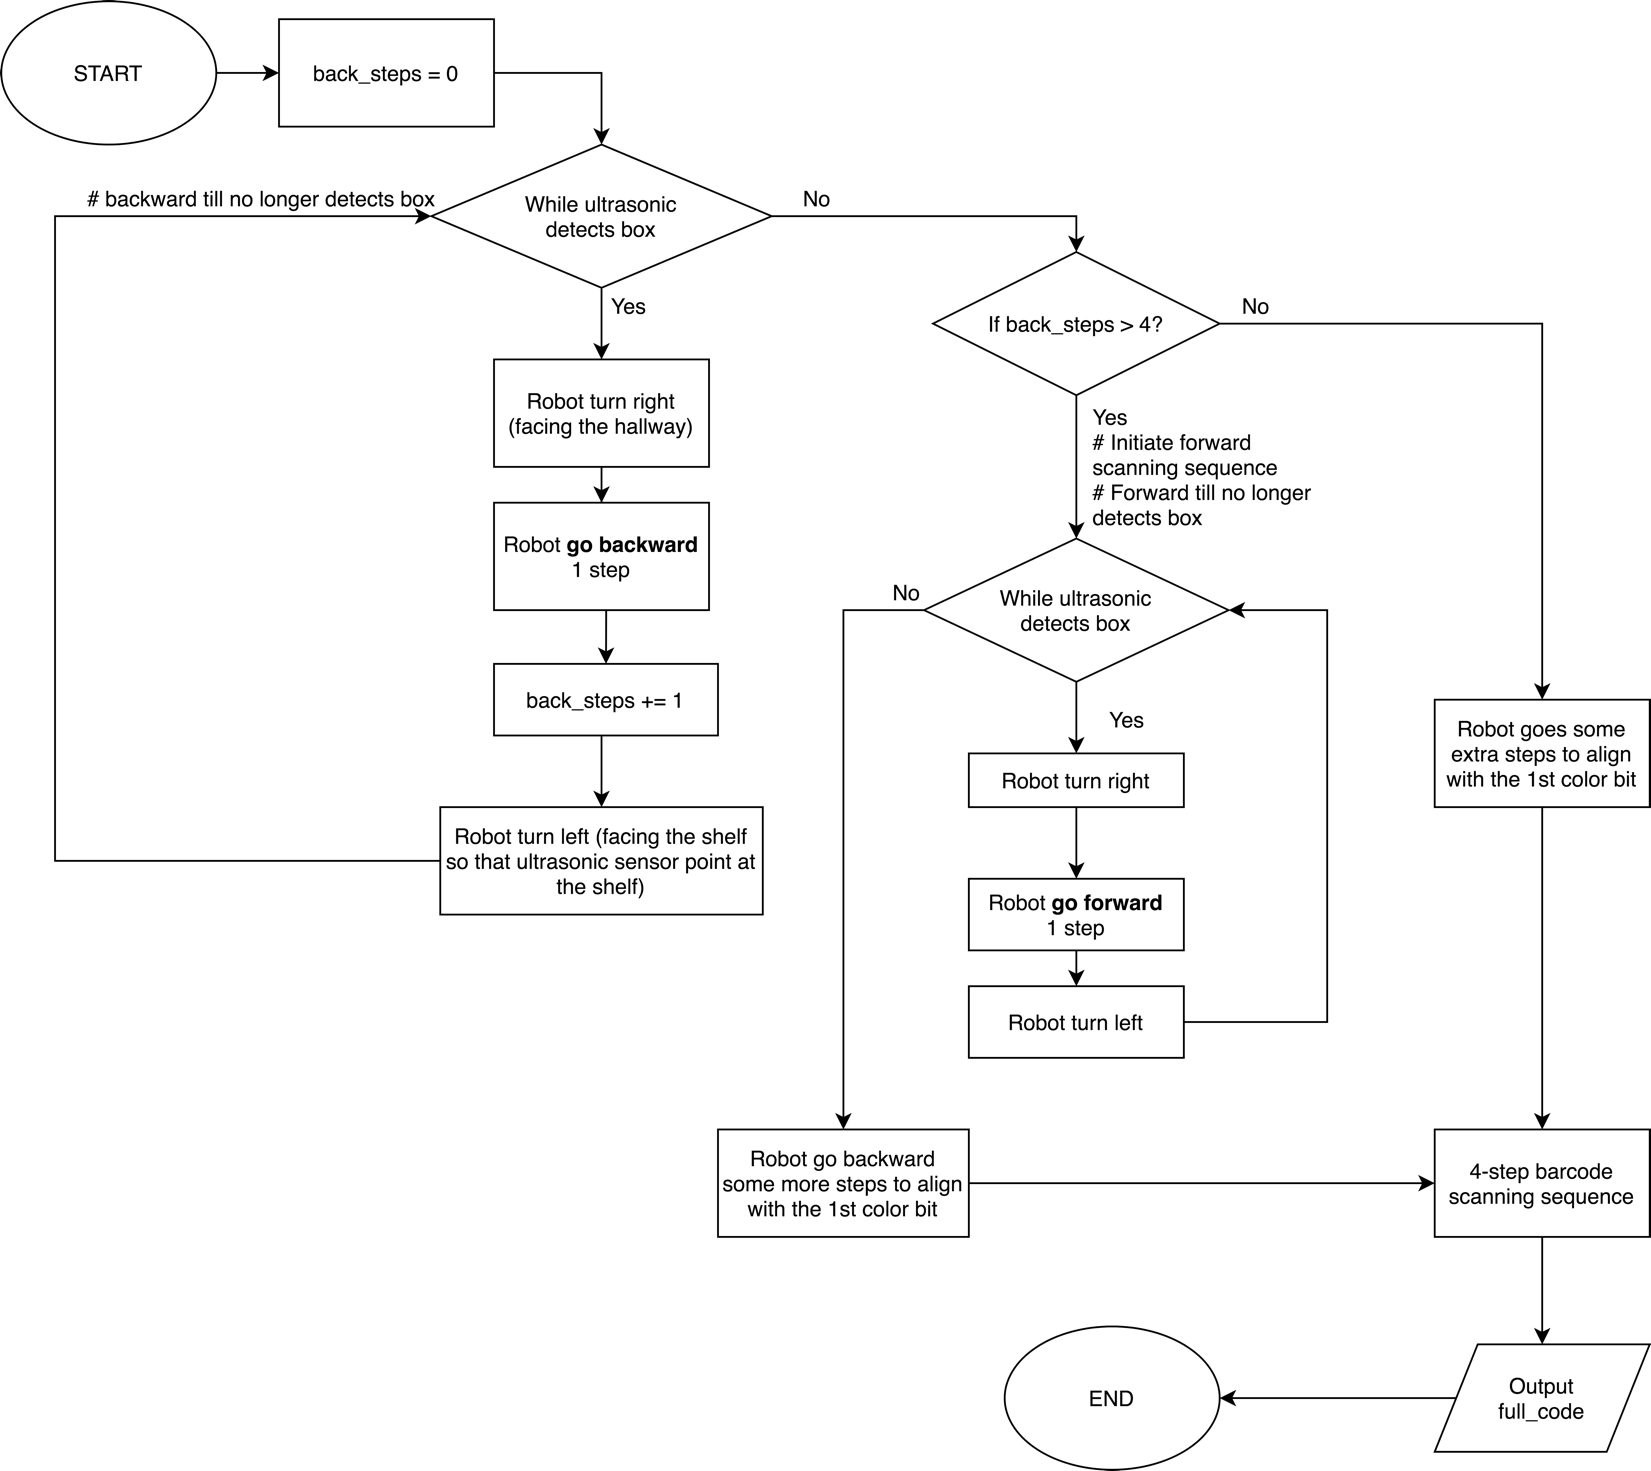 START
back_steps = 0
# backward till no longer detects box
While ultrasonic
detects box
No
Yes
If back_steps > 4?
No
Robot turn right
(facing the hallway)
Yes
# Initiate forward
scanning sequence
# Forward till no longer
detects box
Robot go backward
1 step
No
While ultrasonic
detects box
back_steps += 1
Yes
Robot turn right
Robot goes some
extra steps to align
with the 1st color bit
Robot turn left (facing the shelf
so that ultrasonic sensor point at
the shelf)
Robot go forward
1 step
Robot turn left
Robot go backward
some more steps to align
with the 1st color bit
4-step barcode
scanning sequence
END
Output
full_code